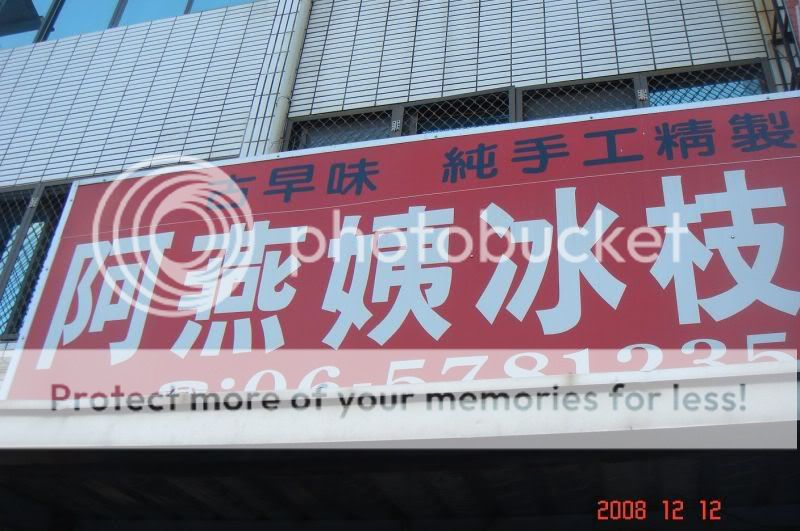 古早味 純手工精製
阿燕姨冰枝
photobucket
☎:06-5781235
Protect more of your memories for less!
2008 12 12